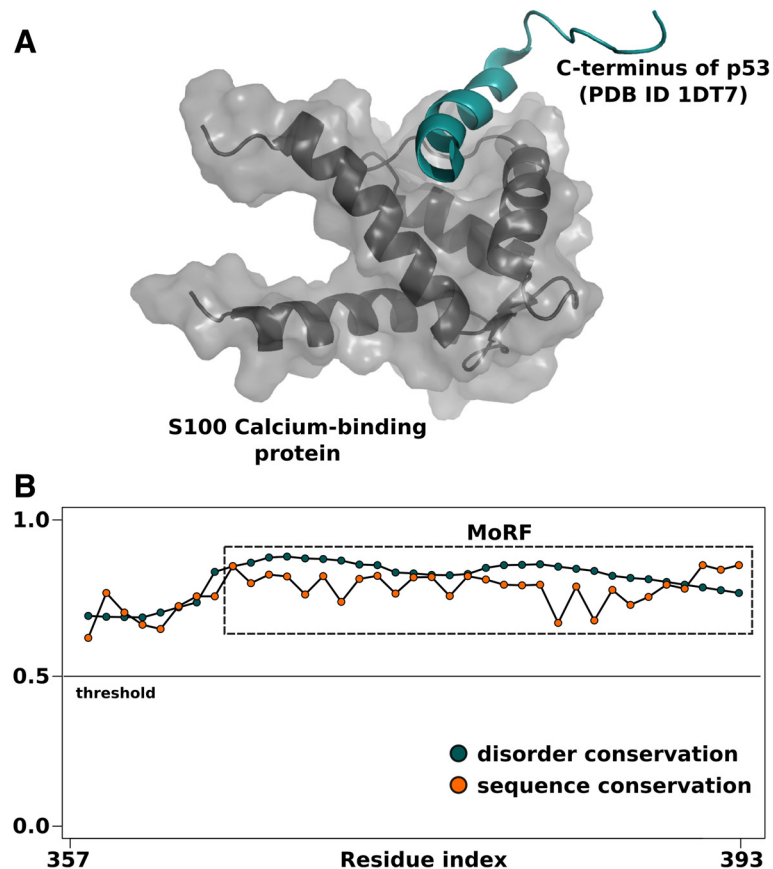 A
C-terminus of p53
(PDB ID 1DT7)
S100 Calcium-binding
protein
B
1.0
MoRF
0.5
threshold
disorder conservation
sequence conservation
0.0
357
Residue index
393